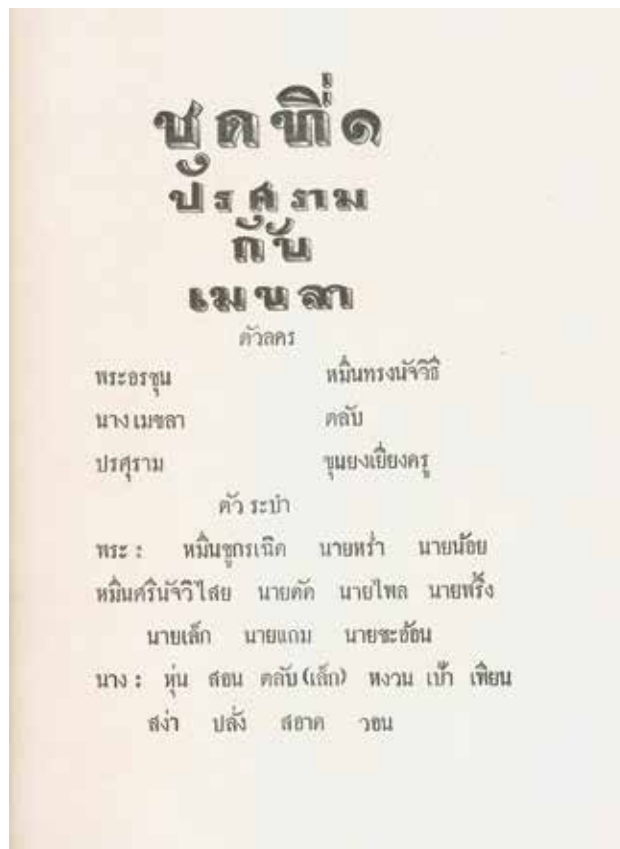 ชุดที่๑
ปรศุราม
กับ
เมขลา
ตัวลคร
พระอรชุน หมื่นทรงนัจวิธี
นางเมขลา ตลับ
ปรศุราม ขุนยงเยี่ยงครู
ตัว ระบำ
พระ : หมื่นชูกรเฉิด นายหร่ำ นายน้อย
หมื่นศรีนัจวิไสย นายดัด นายไพล นายพริ้ง
นายเล็ก นายแถม นายชะอ้อน
นาง : หุ่น สอน ตลับ (เล็ก) หงวน เป้า เทียน
สง่า ปลั่ง สอาด วอน